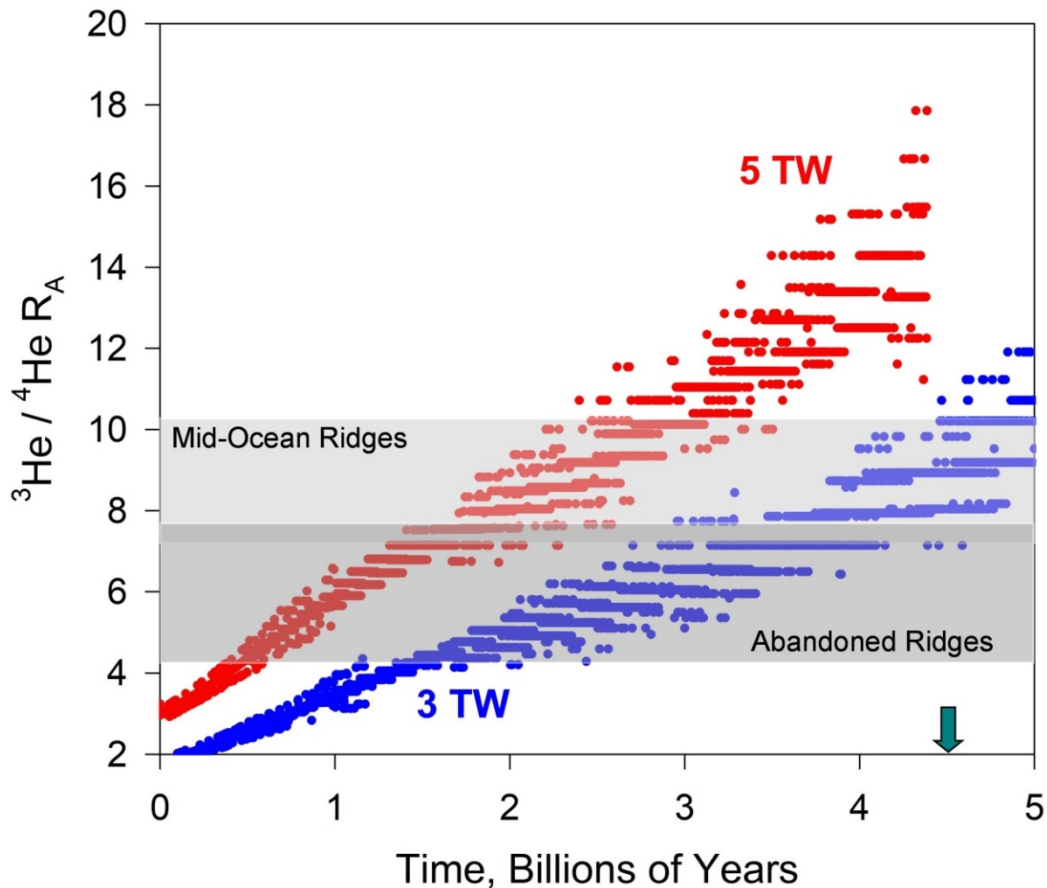 20
18
16
14
12
10
8
6
4
2
³He / ⁴He R_A
5 TW
Mid-Ocean Ridges
Abandoned Ridges
3 TW
0 1 2 3 4 5
Time, Billions of Years